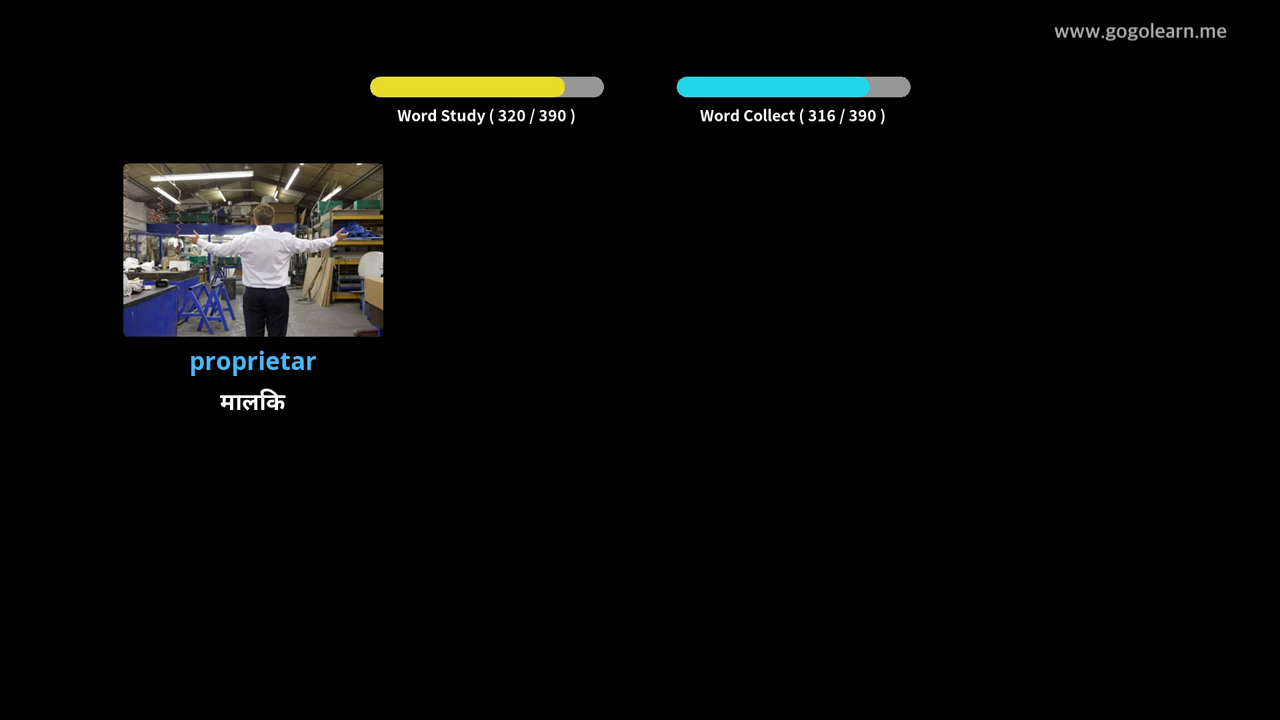 www.gogolearn.me
Word Study ( 320 / 390 )
Word Collect ( 316 / 390 )
proprietar
मालकि